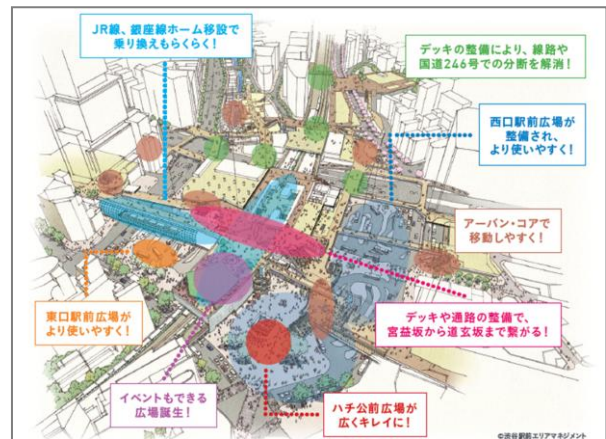 JR線、銀座線ホーム移設で
乗り換えもらくらく！
デッキの整備により、線路や
国道246号での分断を解消！
西口駅前広場が
整備され、
より使いやすく！
アーバン・コアで
移動しやすく！
東口駅前広場が
より使いやすく！
デッキや通路の整備で、
宮益坂から道玄坂まで繋がる！
イベントもできる
広場誕生！
ハチ公前広場が
広くキレイに！
©渋谷駅前エリアマネジメント